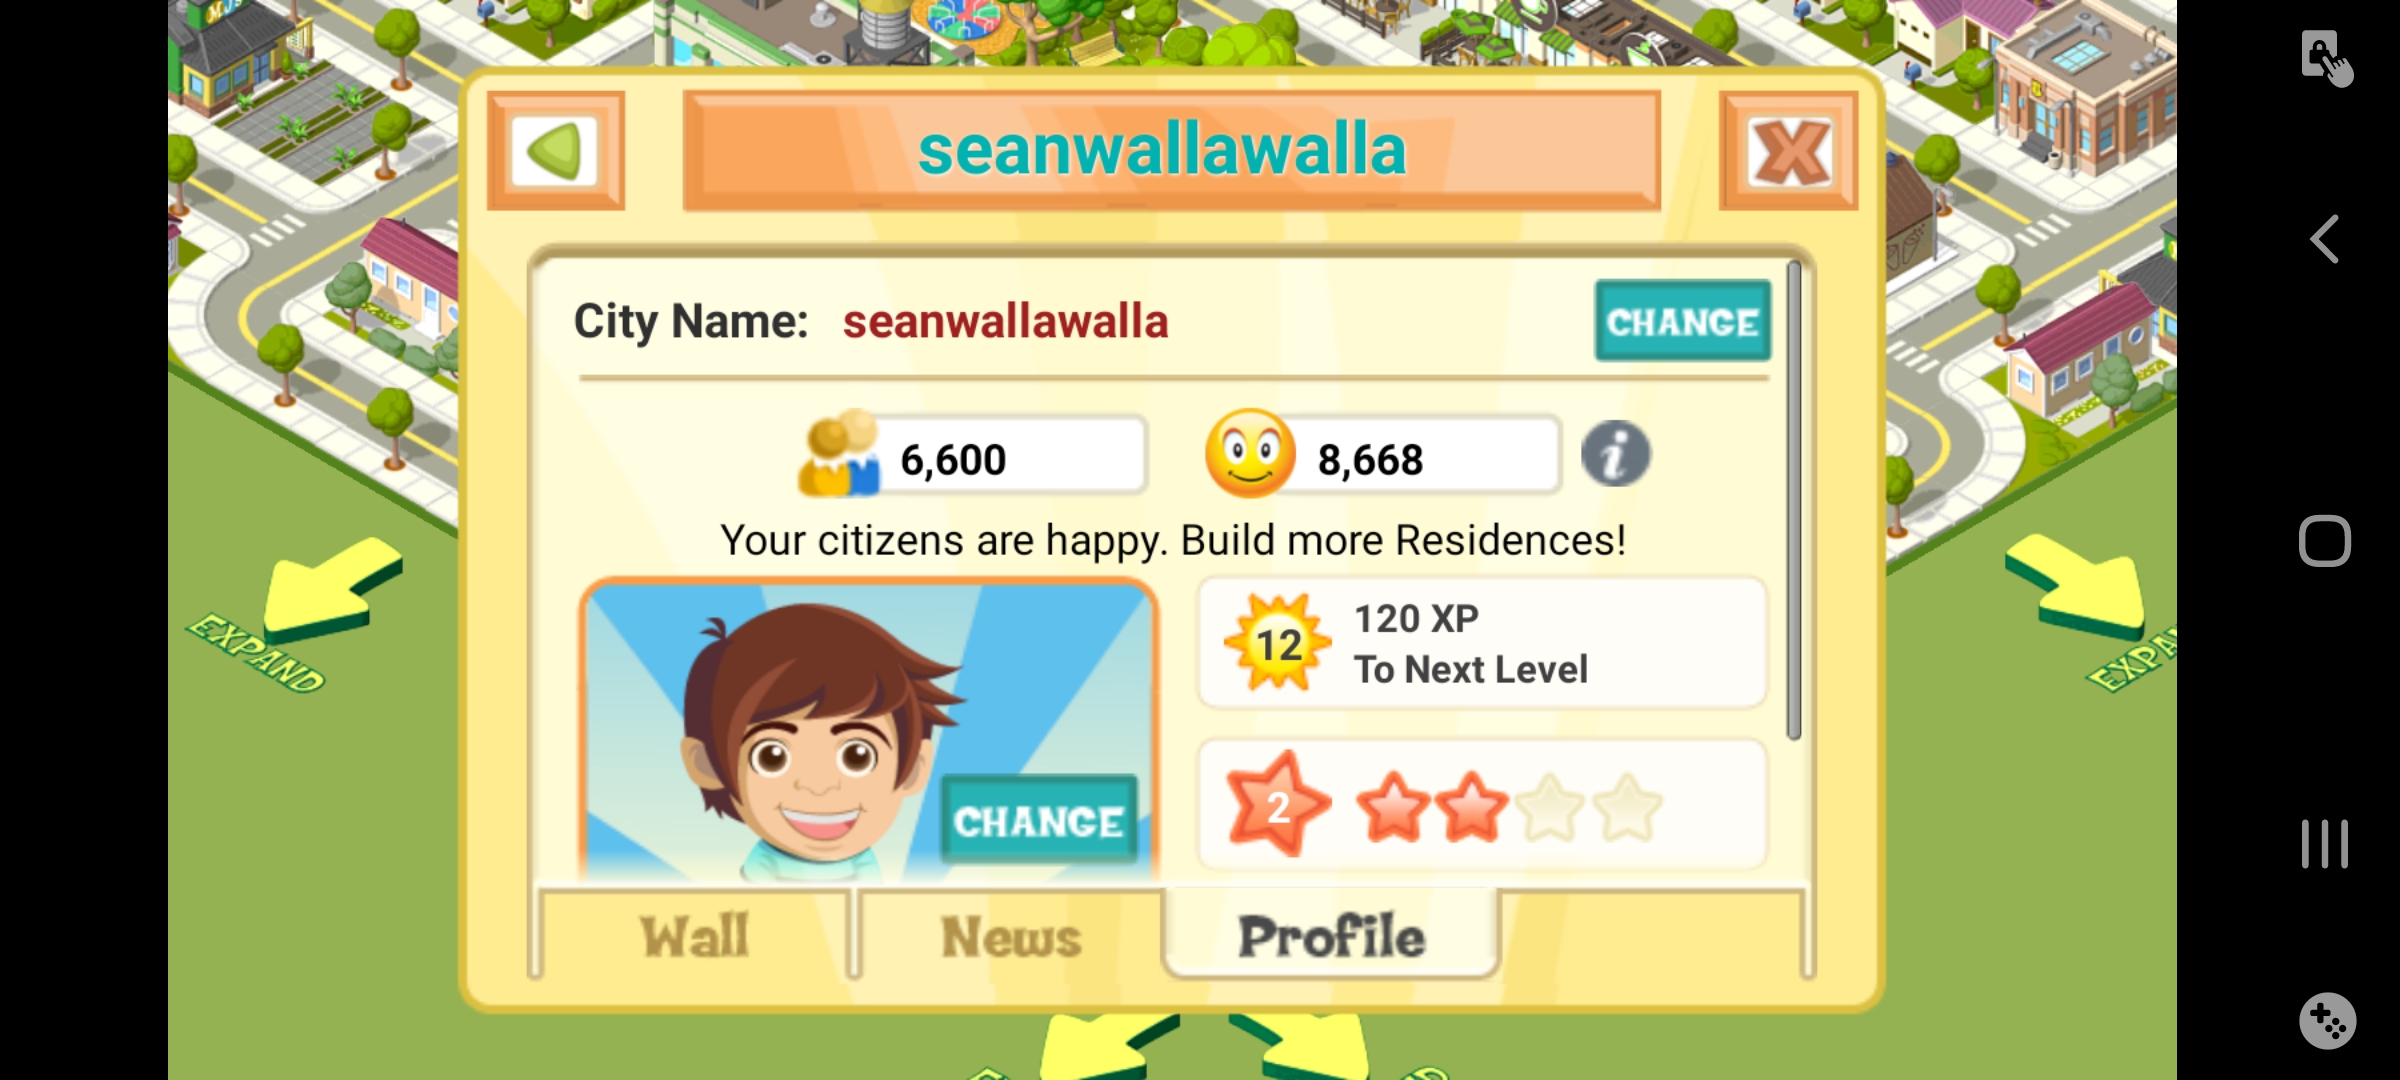 MJ's
seanwallawalla
X
City Name: seanwallawalla
CHANGE
6,600
8,668
i
Your citizens are happy. Build more Residences!
12
120 XP
To Next Level
CHANGE
2
EXPAND
EXPA
Wall
News
Profile